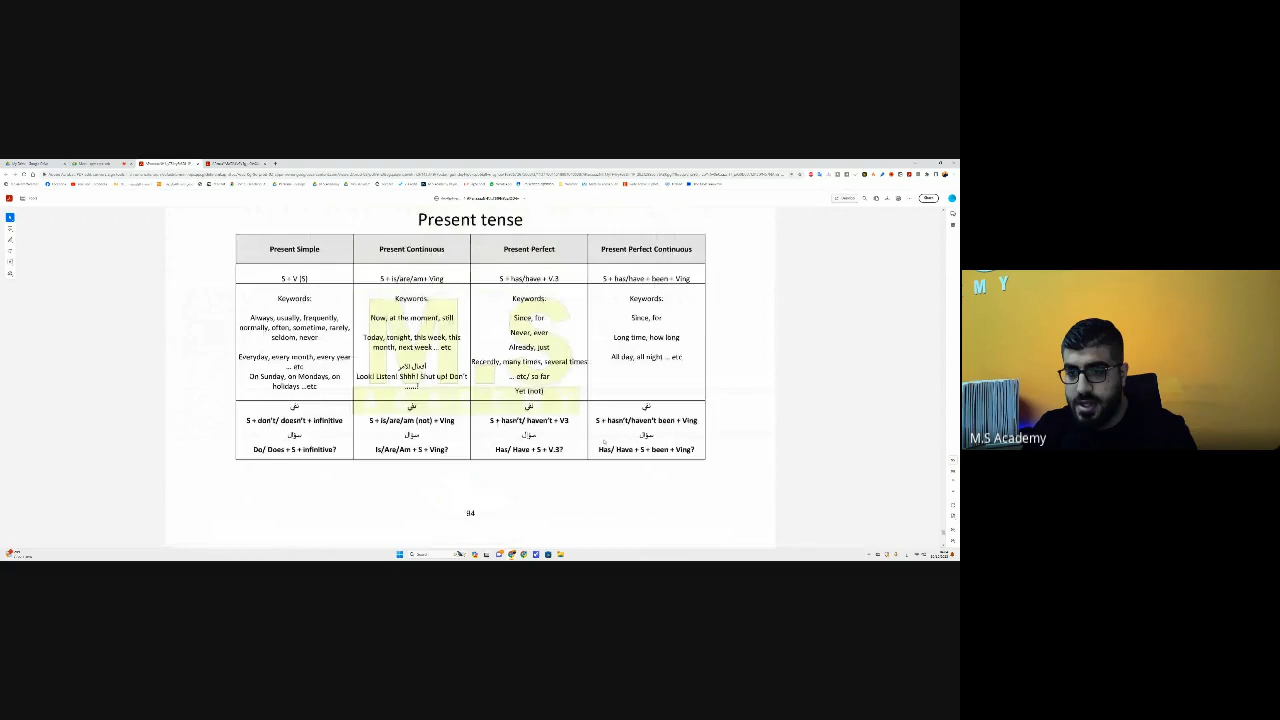 Present tense
Present Simple
Present Continuous
Present Perfect
Present Perfect Continuous
S + V (S)
S + is/are/am+ Ving
S + has/have + V.3
S + has/have + been + Ving
Keywords:
Always, usually, frequently,
normally, often, sometime, rarely,
seldom, never
Everyday, every month, every year
... etc
On Sunday, on Mondays, on
holidays ...etc
Keywords:
Now, at the moment, still
Today, tonight, this week, this
month, next week ... etc
أفعال الأمر
Look! Listen! Shhh! Shut up! Don't
......!
Keywords:
Since, for
Never, ever
Already, just
Recently, many times, several times
... etc/ so far
Yet (not)
Keywords:
Since, for
Long time, how long
All day, all night ... etc
نفي
S + don't/ doesn't + infinitive
سؤال
Do/ Does + S + infinitive?
نفي
S + is/are/am (not) + Ving
سؤال
Is/Are/Am + S + Ving?
نفي
S + hasn't/ haven't + V3
سؤال
Has/ Have + S + V.3?
نفي
S + hasn't/haven't been + Ving
سؤال
Has/ Have + S + been + Ving?
M.S
94
Share
Search
M Y
M.S Academy